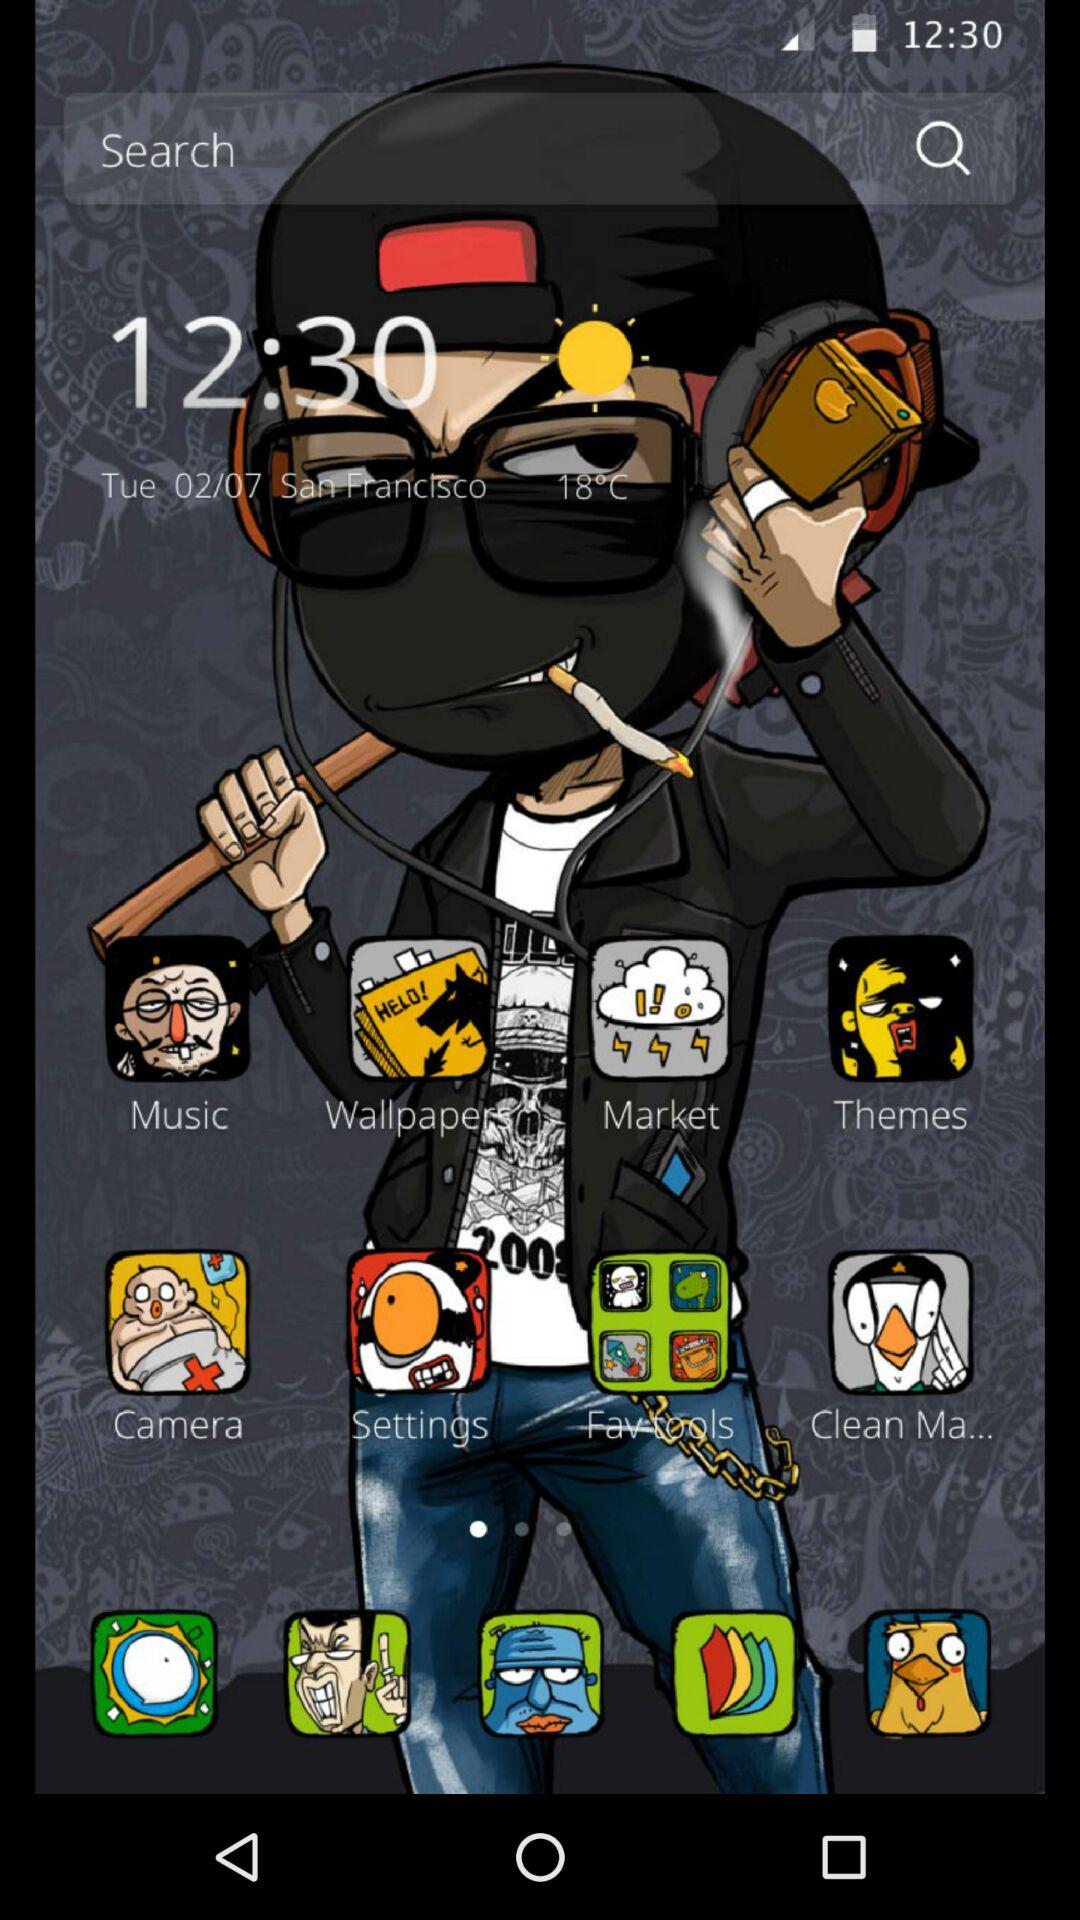 12:30
Search
12:30
Tue 02/07 San Francisco 18°C
HELO!
Music Wallpapers Market Themes
Camera Settings Fav tools Clean Ma...